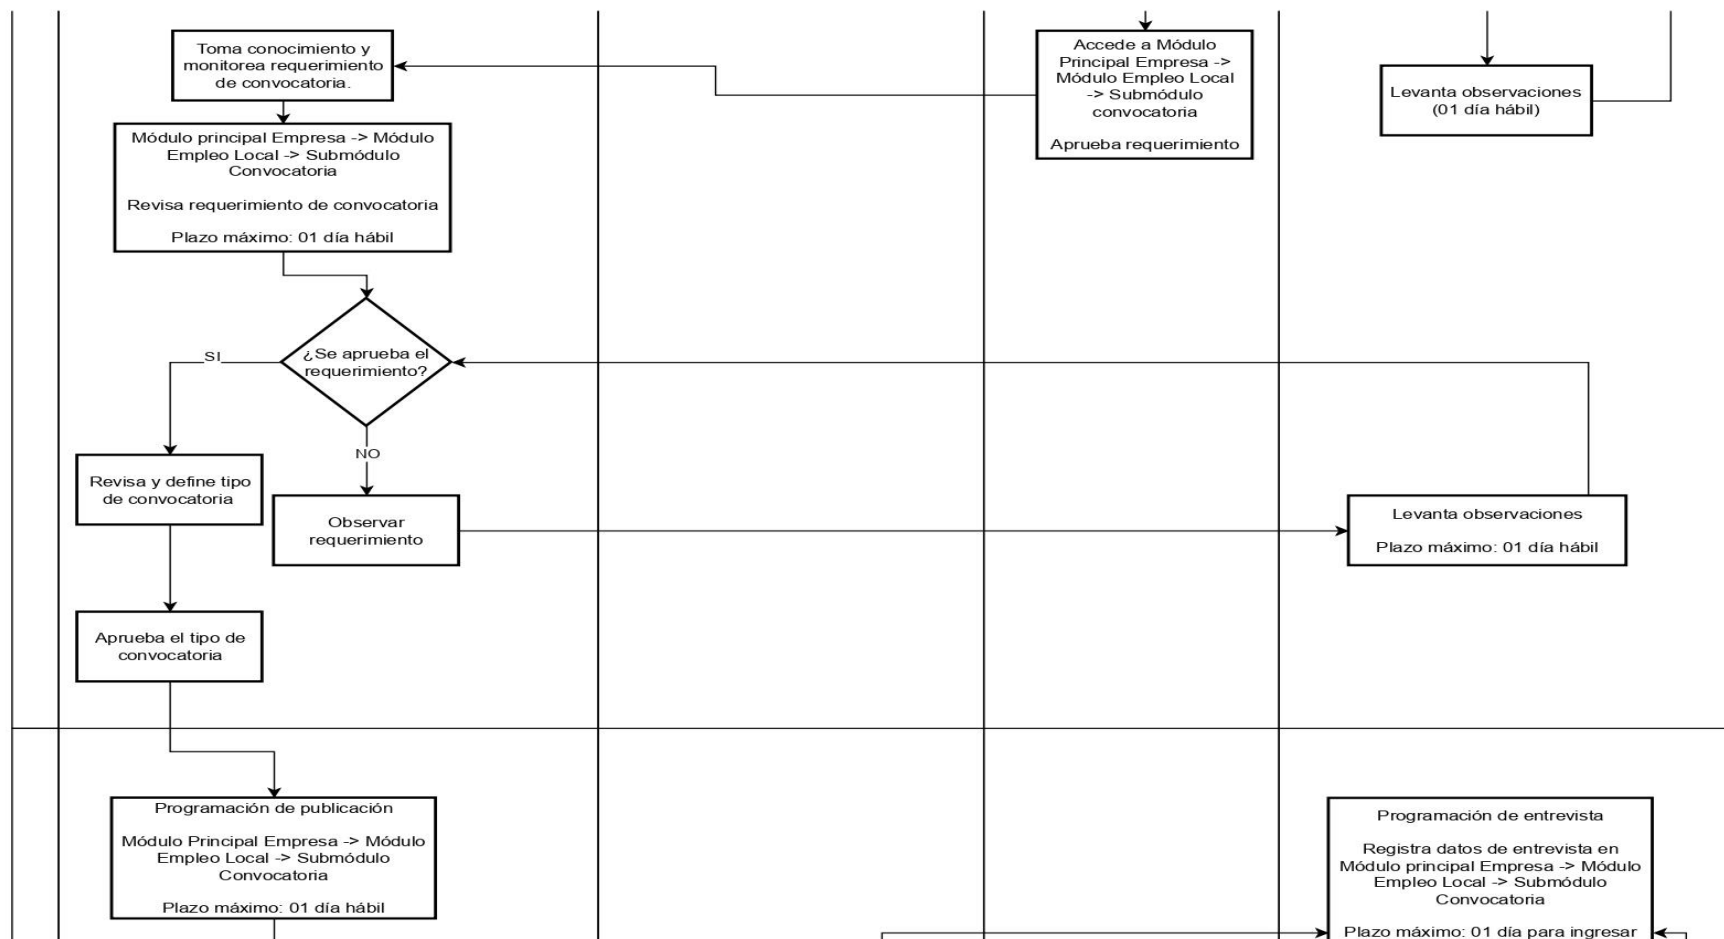 Toma conocimiento y
monitorea requerimiento
de convocatoria.
Accede a Módulo
Principal Empresa ->
Módulo Empleo Local
-> Submódulo
convocatoria
Aprueba requerimiento
Levanta observaciones
(01 día hábil)
Módulo principal Empresa -> Módulo
Empleo Local -> Submódulo
Convocatoria
Revisa requerimiento de convocatoria
Plazo máximo: 01 día hábil
¿Se aprueba el
requerimiento?
SI
NO
Revisa y define tipo
de convocatoria
Observar
requerimiento
Levanta observaciones
Plazo máximo: 01 día hábil
Aprueba el tipo de
convocatoria
Programación de publicación
Módulo Principal Empresa -> Módulo
Empleo Local -> Submódulo
Convocatoria
Plazo máximo: 01 día hábil
Programación de entrevista
Registra datos de entrevista en
Módulo principal Empresa -> Módulo
Empleo Local -> Submódulo
Convocatoria
Plazo máximo: 01 día para ingresar